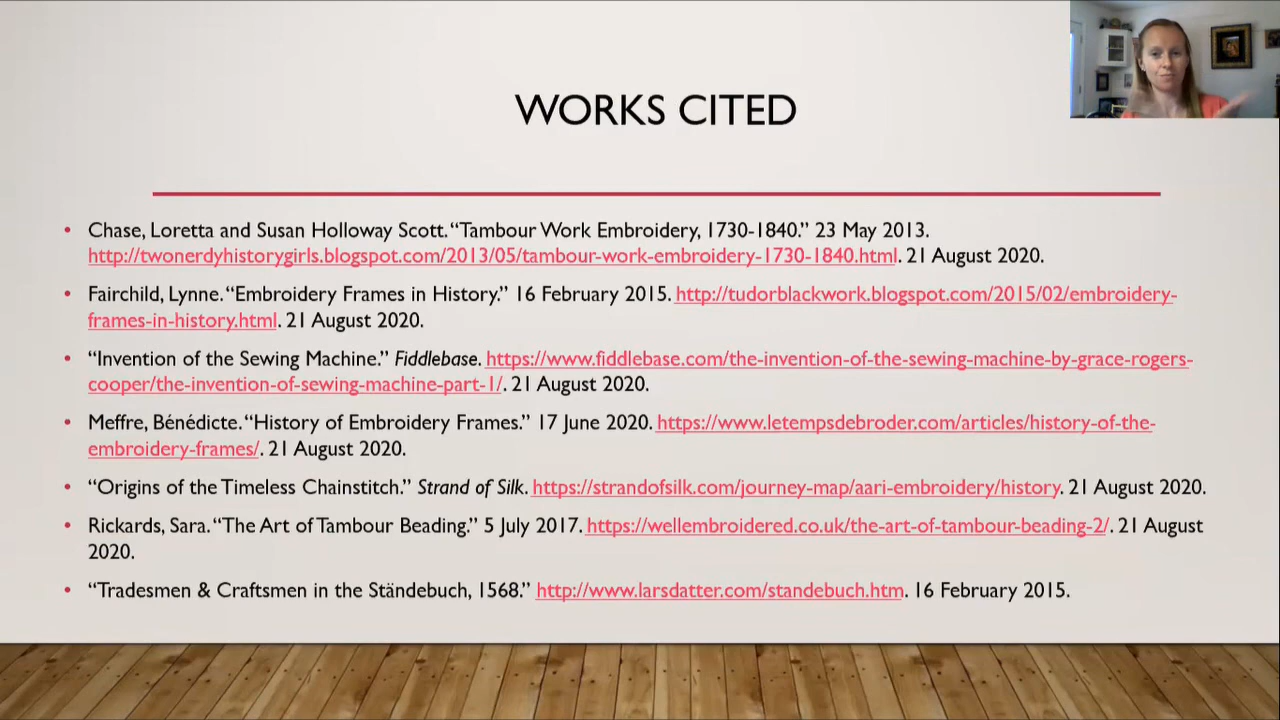 WORKS CITED
• Chase, Loretta and Susan Holloway Scott. “Tambour Work Embroidery, 1730-1840.” 23 May 2013.
http://twonerdyhistorygirls.blogspot.com/2013/05/tambour-work-embroidery-1730-1840.html. 21 August 2020.
• Fairchild, Lynne. “Embroidery Frames in History.” 16 February 2015. http://tudorblackwork.blogspot.com/2015/02/embroidery-
frames-in-history.html. 21 August 2020.
• “Invention of the Sewing Machine.” Fiddlebase. https://www.fiddlebase.com/the-invention-of-the-sewing-machine-by-grace-rogers-
cooper/the-invention-of-sewing-machine-part-1/. 21 August 2020.
• Meffre, Bénédicte. “History of Embroidery Frames.” 17 June 2020. https://www.letempsdebroder.com/articles/history-of-the-
embroidery-frames/. 21 August 2020.
• “Origins of the Timeless Chainstitch.” Strand of Silk. https://strandofsilk.com/journey-map/aari-embroidery/history. 21 August 2020.
• Rickards, Sara. “The Art of Tambour Beading.” 5 July 2017. https://wellembroidered.co.uk/the-art-of-tambour-beading-2/. 21 August
2020.
• “Tradesmen & Craftsmen in the Ständebuch, 1568.” http://www.larsdatter.com/standebuch.htm. 16 February 2015.